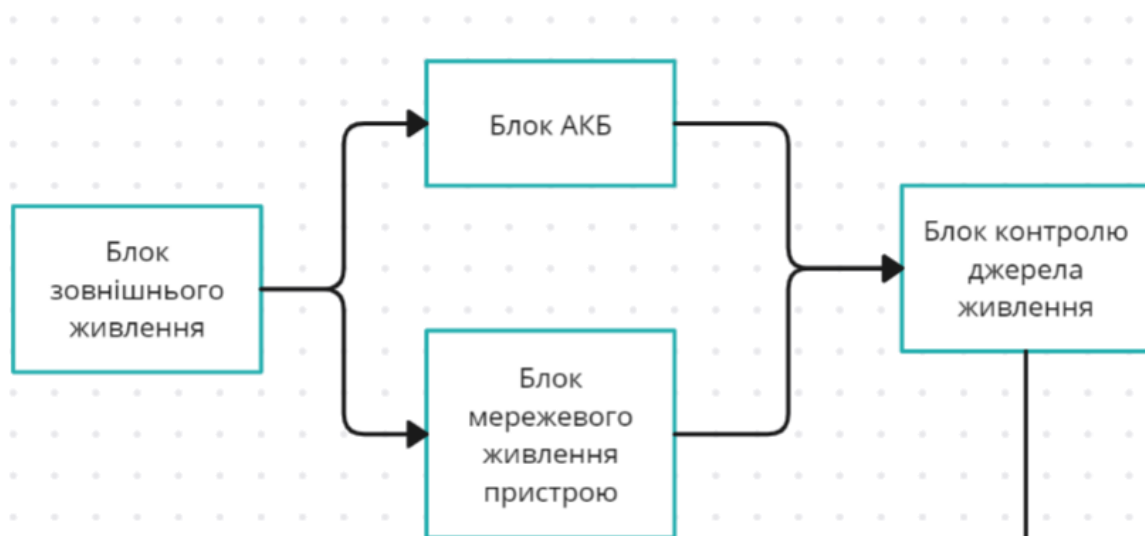 Блок АКБ
Блок
зовнішнього
живлення
Блок контролю
джерела
живлення
Блок
мережевого
живлення
пристрою